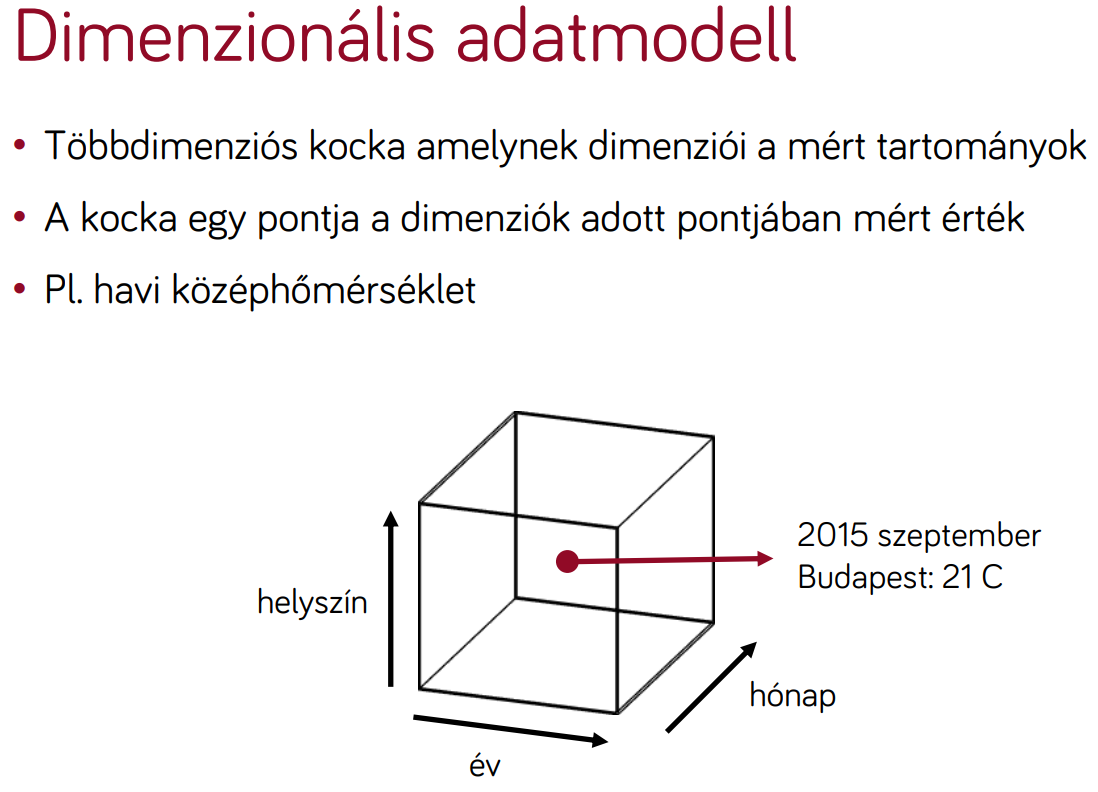 Dimenzionális adatmodell
• Többdimenziós kocka amelynek dimenziói a mért tartományok
• A kocka egy pontja a dimenziók adott pontjában mért érték
• Pl. havi középhőmérséklet
2015 szeptember
Budapest: 21 C
helyszín
hónap
év